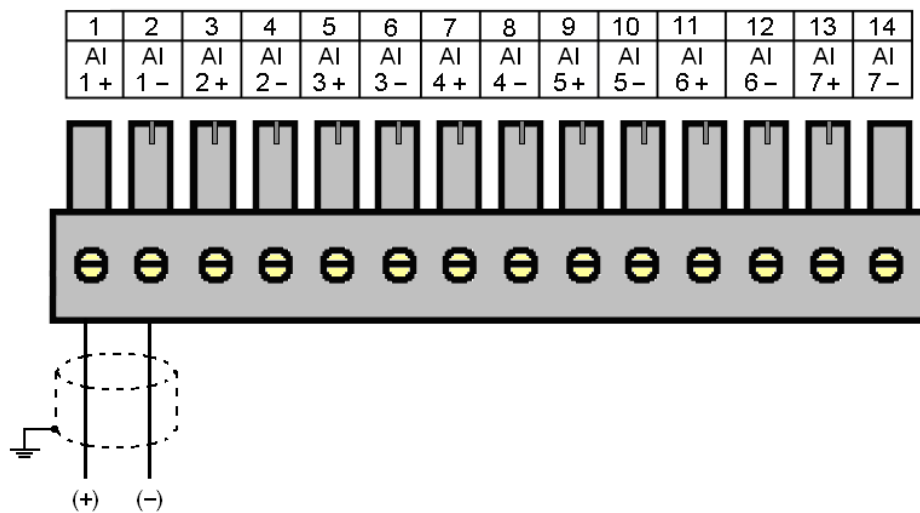 1 2 3 4 5 6 7 8 9 10 11 12 13 14
AI AI AI AI AI AI AI AI AI AI AI AI AI AI
1 + 1 – 2 + 2 – 3 + 3 – 4 + 4 – 5 + 5 – 6 + 6 – 7 + 7 –
(+) (–)